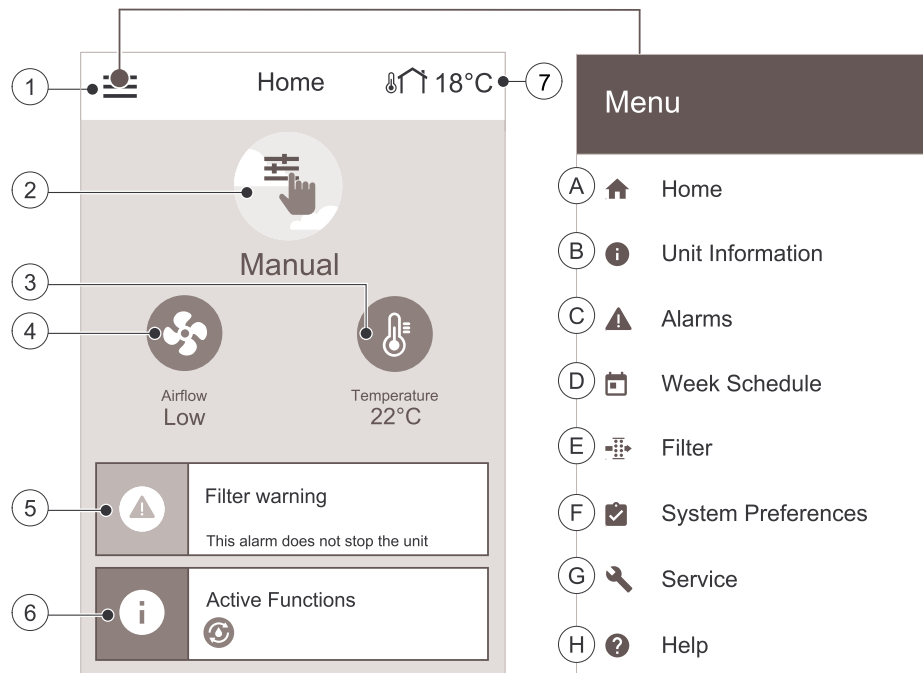 1
Home
18°C
7
2
Manual
3
4
Airflow
Low
Temperature
22°C
5
Filter warning
This alarm does not stop the unit
6
Active Functions
i
Menu
A
Home
B
i
Unit Information
C
Alarms
D
Week Schedule
E
Filter
F
System Preferences
G
Service
H
?
Help